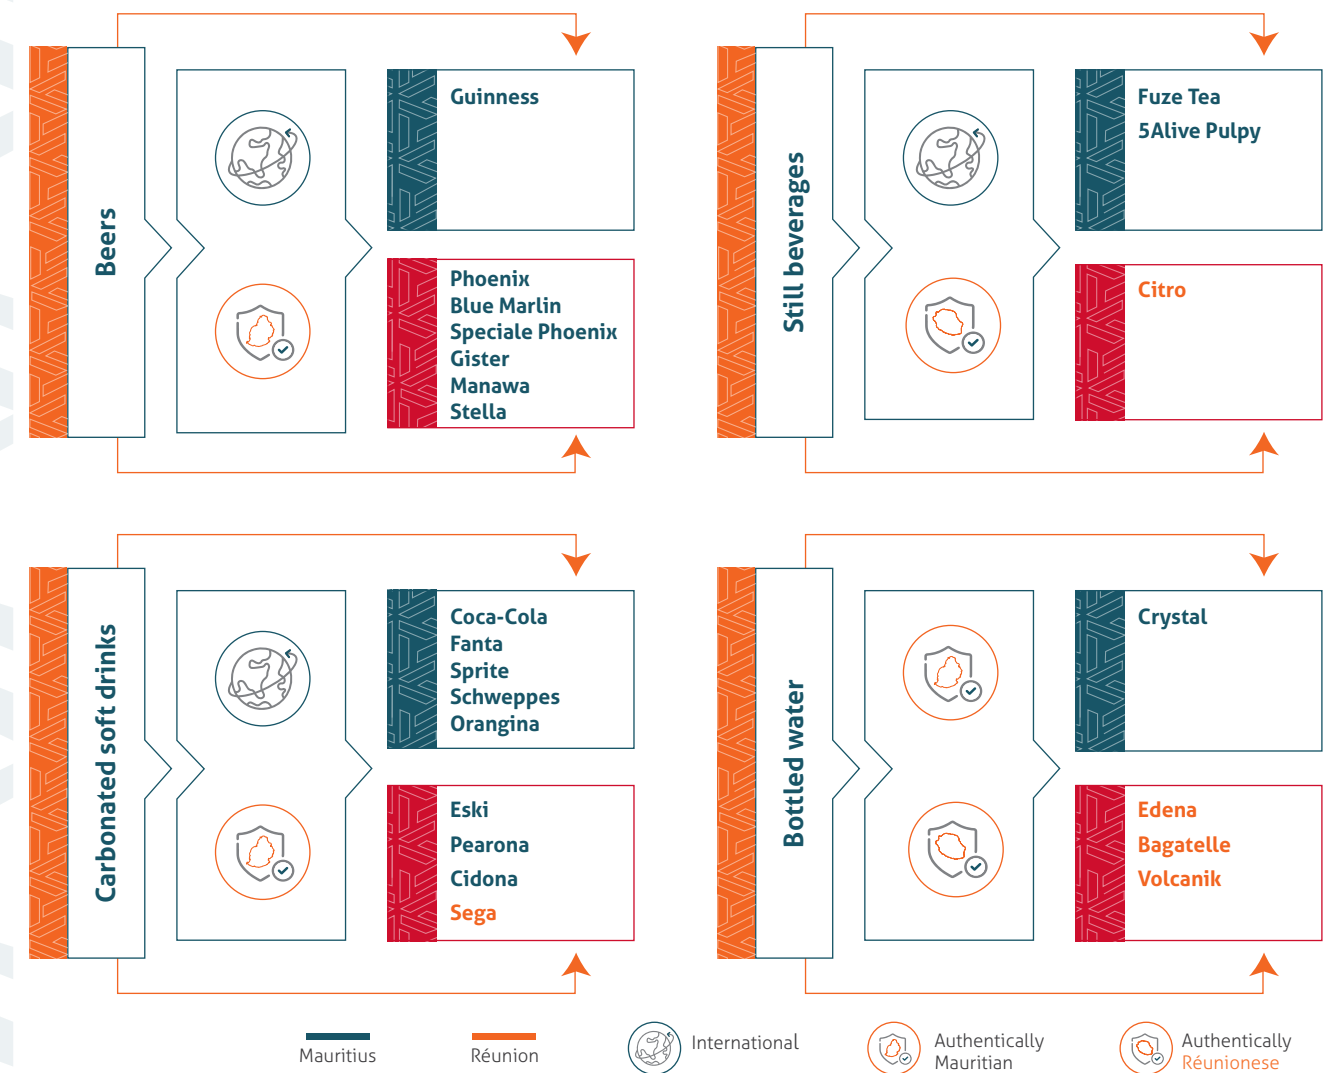 Beers
Guinness
Phoenix
Blue Marlin
Speciale Phoenix
Gister
Manawa
Stella
Still beverages
Fuze Tea
5Alive Pulpy
Citro
Carbonated soft drinks
Coca-Cola
Fanta
Sprite
Schweppes
Orangina
Eski
Pearona
Cidona
Sega
Bottled water
Crystal
Edena
Bagatelle
Volcanik
Mauritius
Réunion
International
Authentically
Mauritian
Authentically
Réunionese